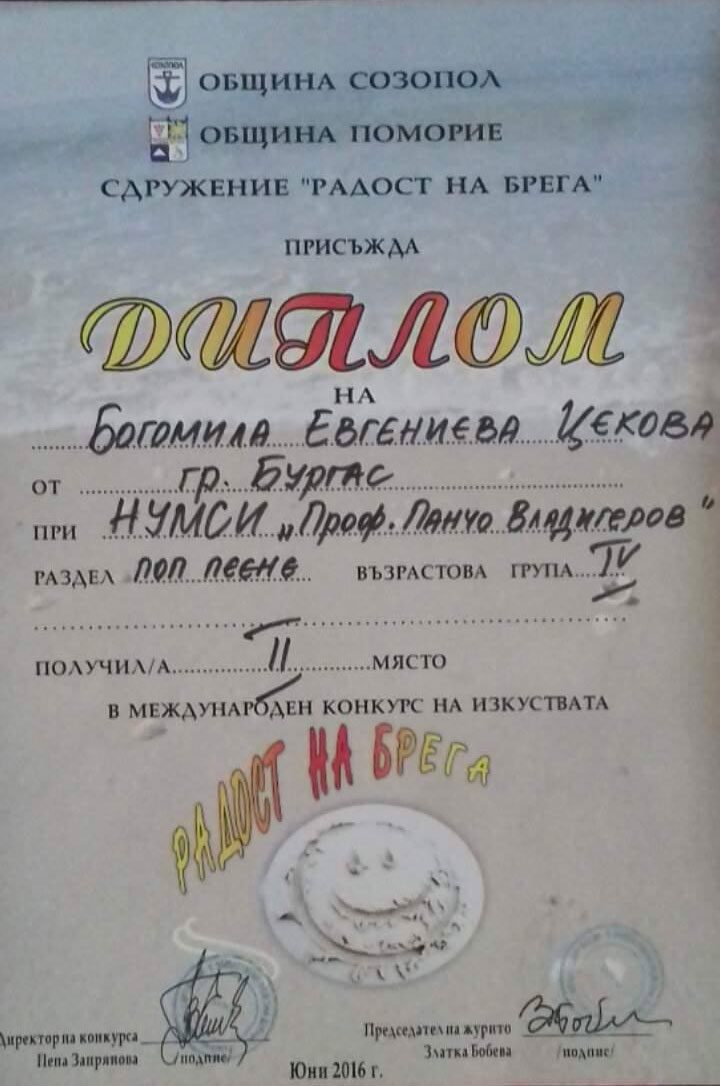 ОБЩИНА СОЗОПОЛ
ОБЩИНА ПОМОРИЕ
СДРУЖЕНИЕ "РАДОСТ НА БРЕГА"
ПРИСЪЖДА
ДИПЛОМ
НА
Богомила Евгениева Цекова
ОТ гр. Бургас
ПРИ НУМСИ „Проф. Панчо Владигеров"
РАЗДЕЛ поп пеене ВЪЗРАСТОВА ГРУПА IV
ПОЛУЧИЛ/А II МЯСТО
В МЕЖДУНАРОДЕН КОНКУРС НА ИЗКУСТВАТА
РАДОСТ НА БРЕГА
Директор на конкурса
Пепа Запрянова /подпис/
Председател на журито
Златка Бобева /подпис/
Юни 2016 г.